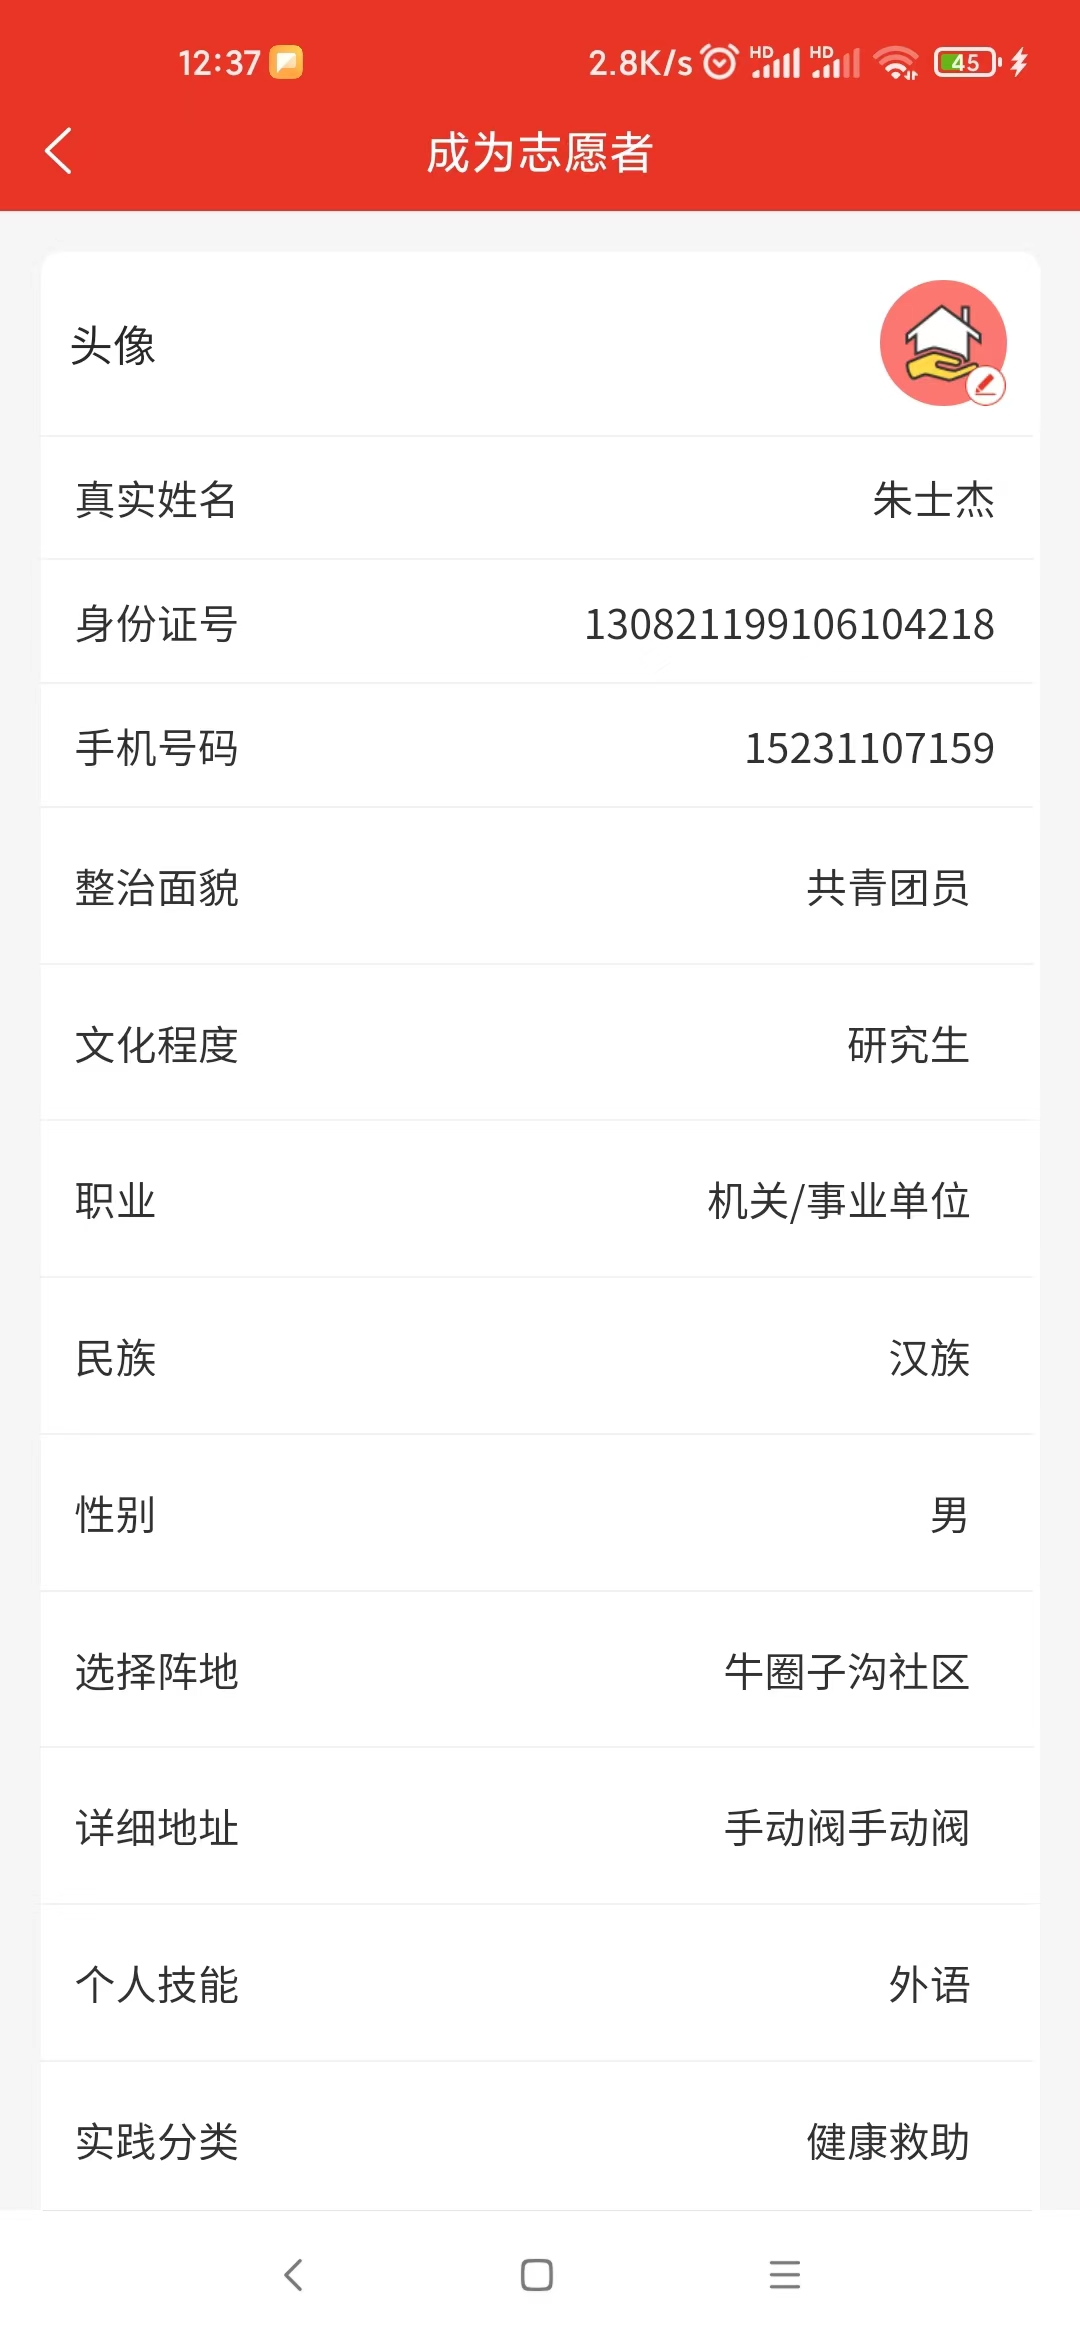 12:37 2.8K/s HD HD 45
成为志愿者
头像
真实姓名 朱士杰
身份证号 130821199106104218
手机号码 15231107159
整治面貌 共青团员
文化程度 研究生
职业 机关/事业单位
民族 汉族
性别 男
选择阵地 牛圈子沟社区
详细地址 手动阀手动阀
个人技能 外语
实践分类 健康救助